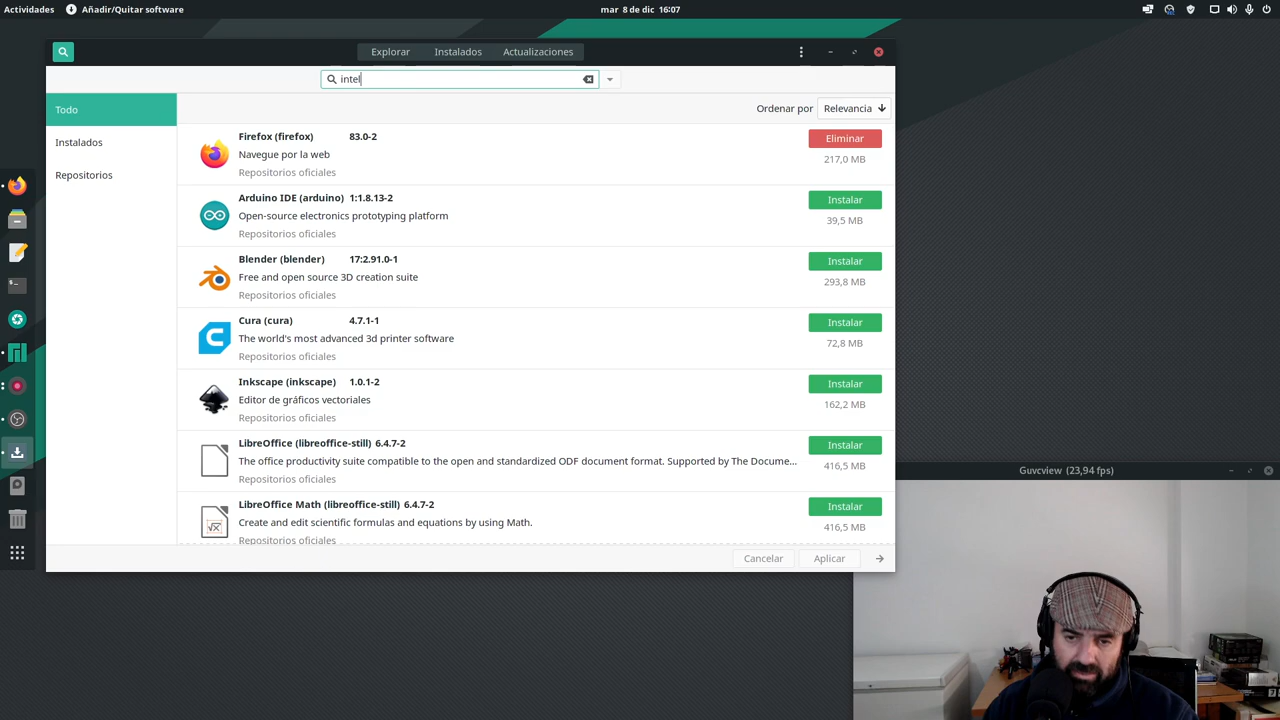 Actividades Añadir/Quitar software mar 8 de dic 16:07
Explorar Instalados Actualizaciones
intel
Todo
Instalados
Repositorios
Ordenar por Relevancia
Firefox (firefox) 83.0-2 Eliminar
Navegue por la web 217,0 MB
Repositorios oficiales
Arduino IDE (arduino) 1:1.8.13-2 Instalar
Open-source electronics prototyping platform 39,5 MB
Repositorios oficiales
Blender (blender) 17:2.91.0-1 Instalar
Free and open source 3D creation suite 293,8 MB
Repositorios oficiales
Cura (cura) 4.7.1-1 Instalar
The world's most advanced 3d printer software 72,8 MB
Repositorios oficiales
Inkscape (inkscape) 1.0.1-2 Instalar
Editor de gráficos vectoriales 162,2 MB
Repositorios oficiales
LibreOffice (libreoffice-still) 6.4.7-2 Instalar
The office productivity suite compatible to the open and standardized ODF document format. Supported by The Docume... 416,5 MB
Repositorios oficiales
LibreOffice Math (libreoffice-still) 6.4.7-2 Instalar
Create and edit scientific formulas and equations by using Math. 416,5 MB
Repositorios oficiales
Cancelar Aplicar
Guvcview (23,94 fps)